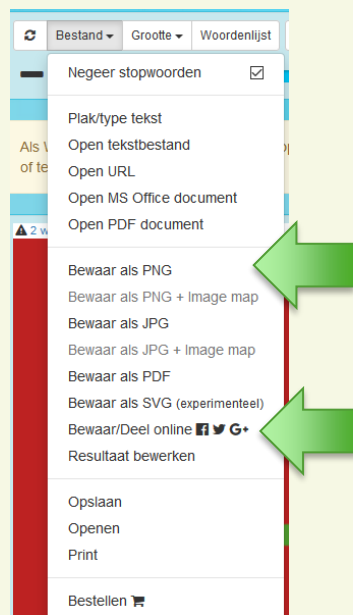 Bestand Grootte Woordenlijst
Negeer stopwoorden
Plak/type tekst
Open tekstbestand
Als
Open URL
of te
Open MS Office document
Open PDF document
2 w
Bewaar als PNG
Bewaar als PNG + Image map
Bewaar als JPG
Bewaar als JPG + Image map
Bewaar als PDF
Bewaar als SVG (experimenteel)
Bewaar/Deel online
Resultaat bewerken
Opslaan
Openen
Print
Bestellen